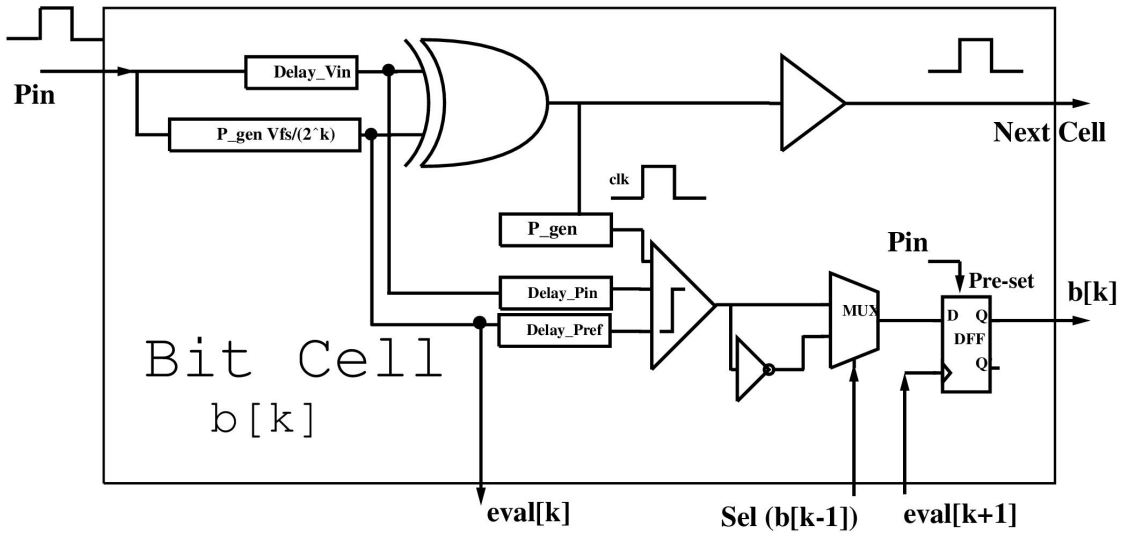 Pin
Delay_Vin
P_gen Vfs/(2^k)
Next Cell
clk
P_gen
Pin
Pre-set
b[k]
Delay_Pin
MUX
D Q
DFF
Delay_Pref
Q'
Bit Cell
b[k]
eval[k]
Sel (b[k-1])
eval[k+1]